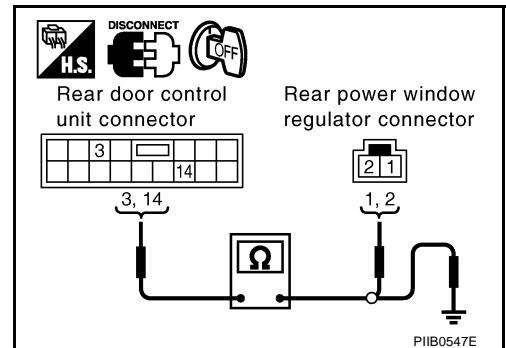 DISCONNECT
H.S.
OFF
Rear door control
unit connector
Rear power window
regulator connector
3
14
2 1
3, 14
1, 2
Ω
PIIB0547E